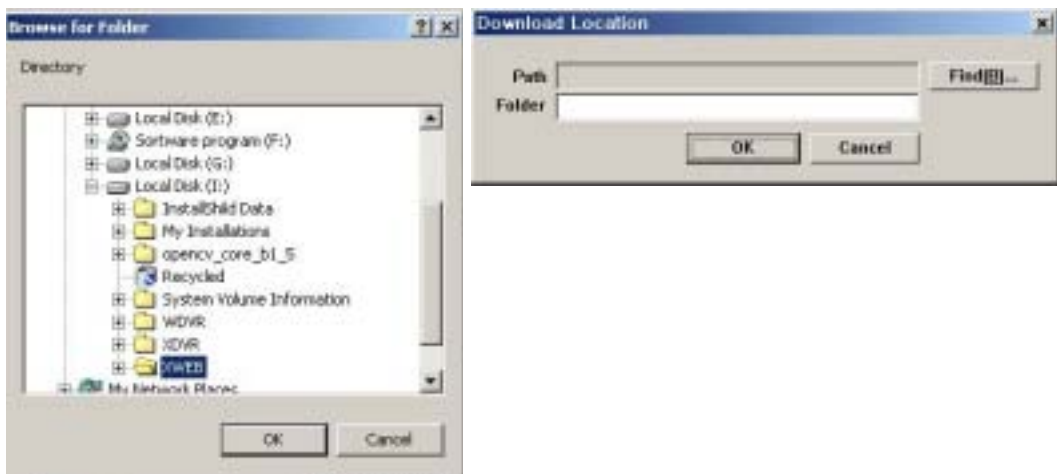 Browse for Folder
Directory
Local Disk (E:)
Sortware program (F:)
Local Disk (G:)
Local Disk (I:)
InstallShild Data
My Installations
opencv_core_b1_5
Recycled
System Volume Information
WDVR
XDVR
XWEB
My Network Places
OK Cancel
Download Location
Path Find...
Folder
OK Cancel